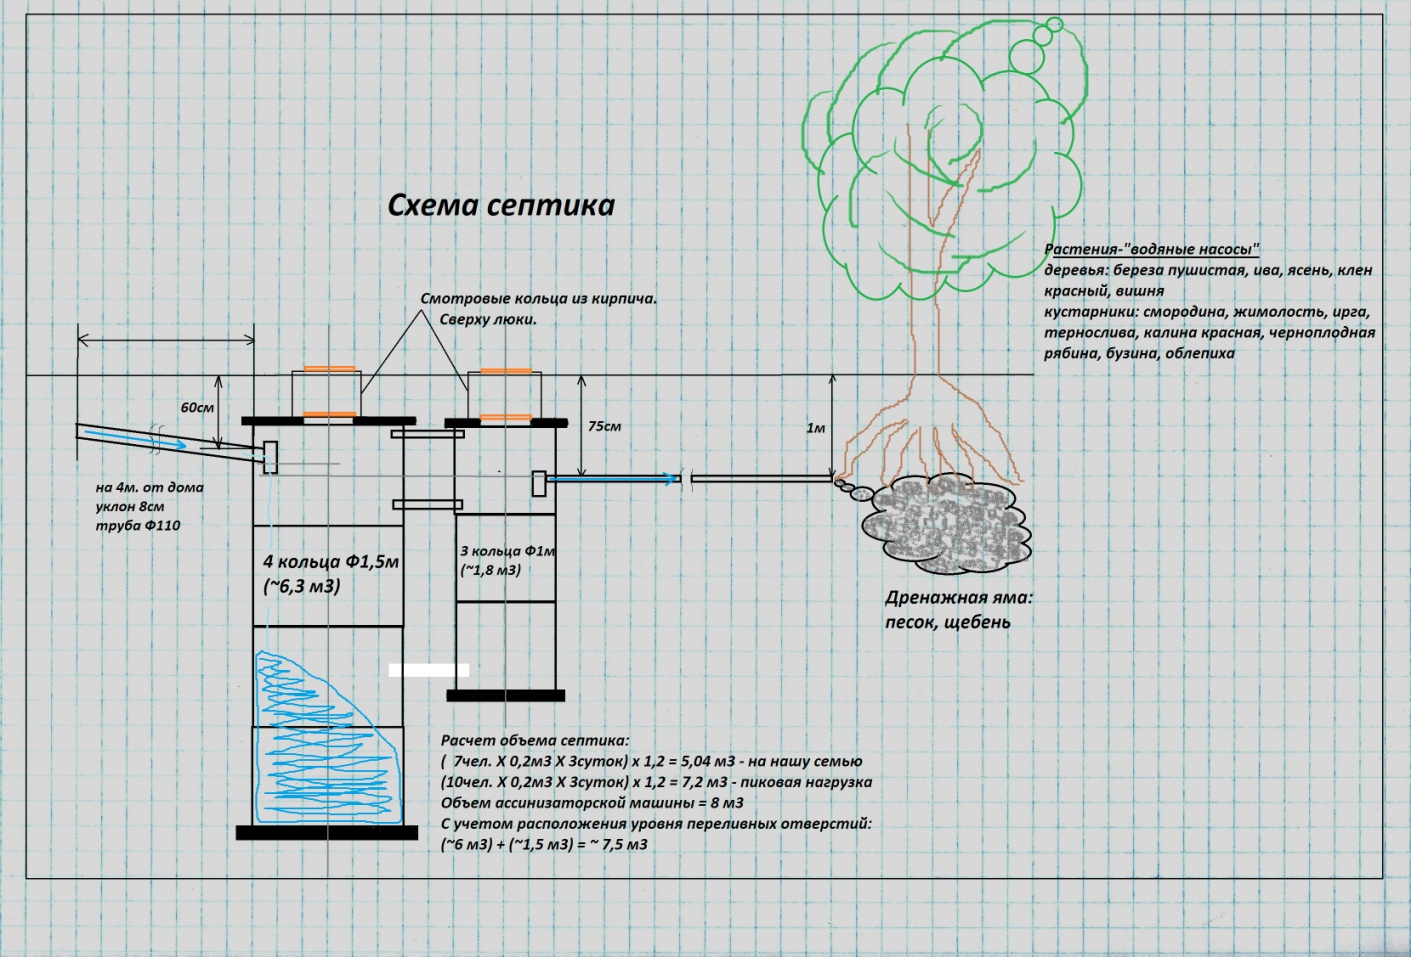 Схема септика
Растения-"водяные насосы"
деревья: береза пушистая, ива, ясень, клен
красный, вишня
кустарники: смородина, жимолость, ирга,
тернослива, калина красная, черноплодная
рябина, бузина, облепиха
Смотровые кольца из кирпича.
Сверху люки.
60см
75см
1м
на 4м. от дома
уклон 8см
труба Ф110
4 кольца Ф1,5м
(~6,3 м3)
3 кольца Ф1м
(~1,8 м3)
Дренажная яма:
песок, щебень
Расчет объема септика:
( 7чел. Х 0,2м3 Х 3суток) х 1,2 = 5,04 м3 - на нашу семью
(10чел. Х 0,2м3 Х 3суток) х 1,2 = 7,2 м3 - пиковая нагрузка
Объем ассинизаторской машины = 8 м3
С учетом расположения уровня переливных отверстий:
(~6 м3) + (~1,5 м3) = ~ 7,5 м3